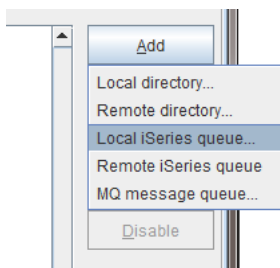 Add
Local directory...
Remote directory...
Local iSeries queue...
Remote iSeries queue
MQ message queue...
Disable